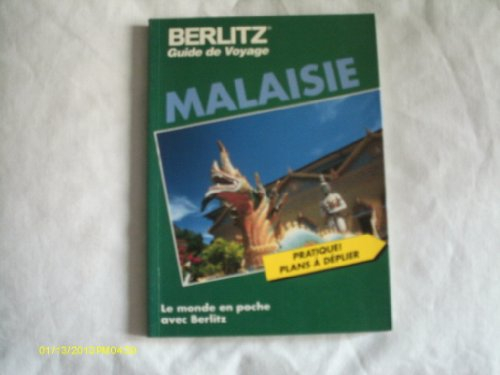 BERLITZ®
Guide de Voyage
MALAISIE
PRATIQUE!
PLANS À DÉPLIER
Le monde en poche
avec Berlitz